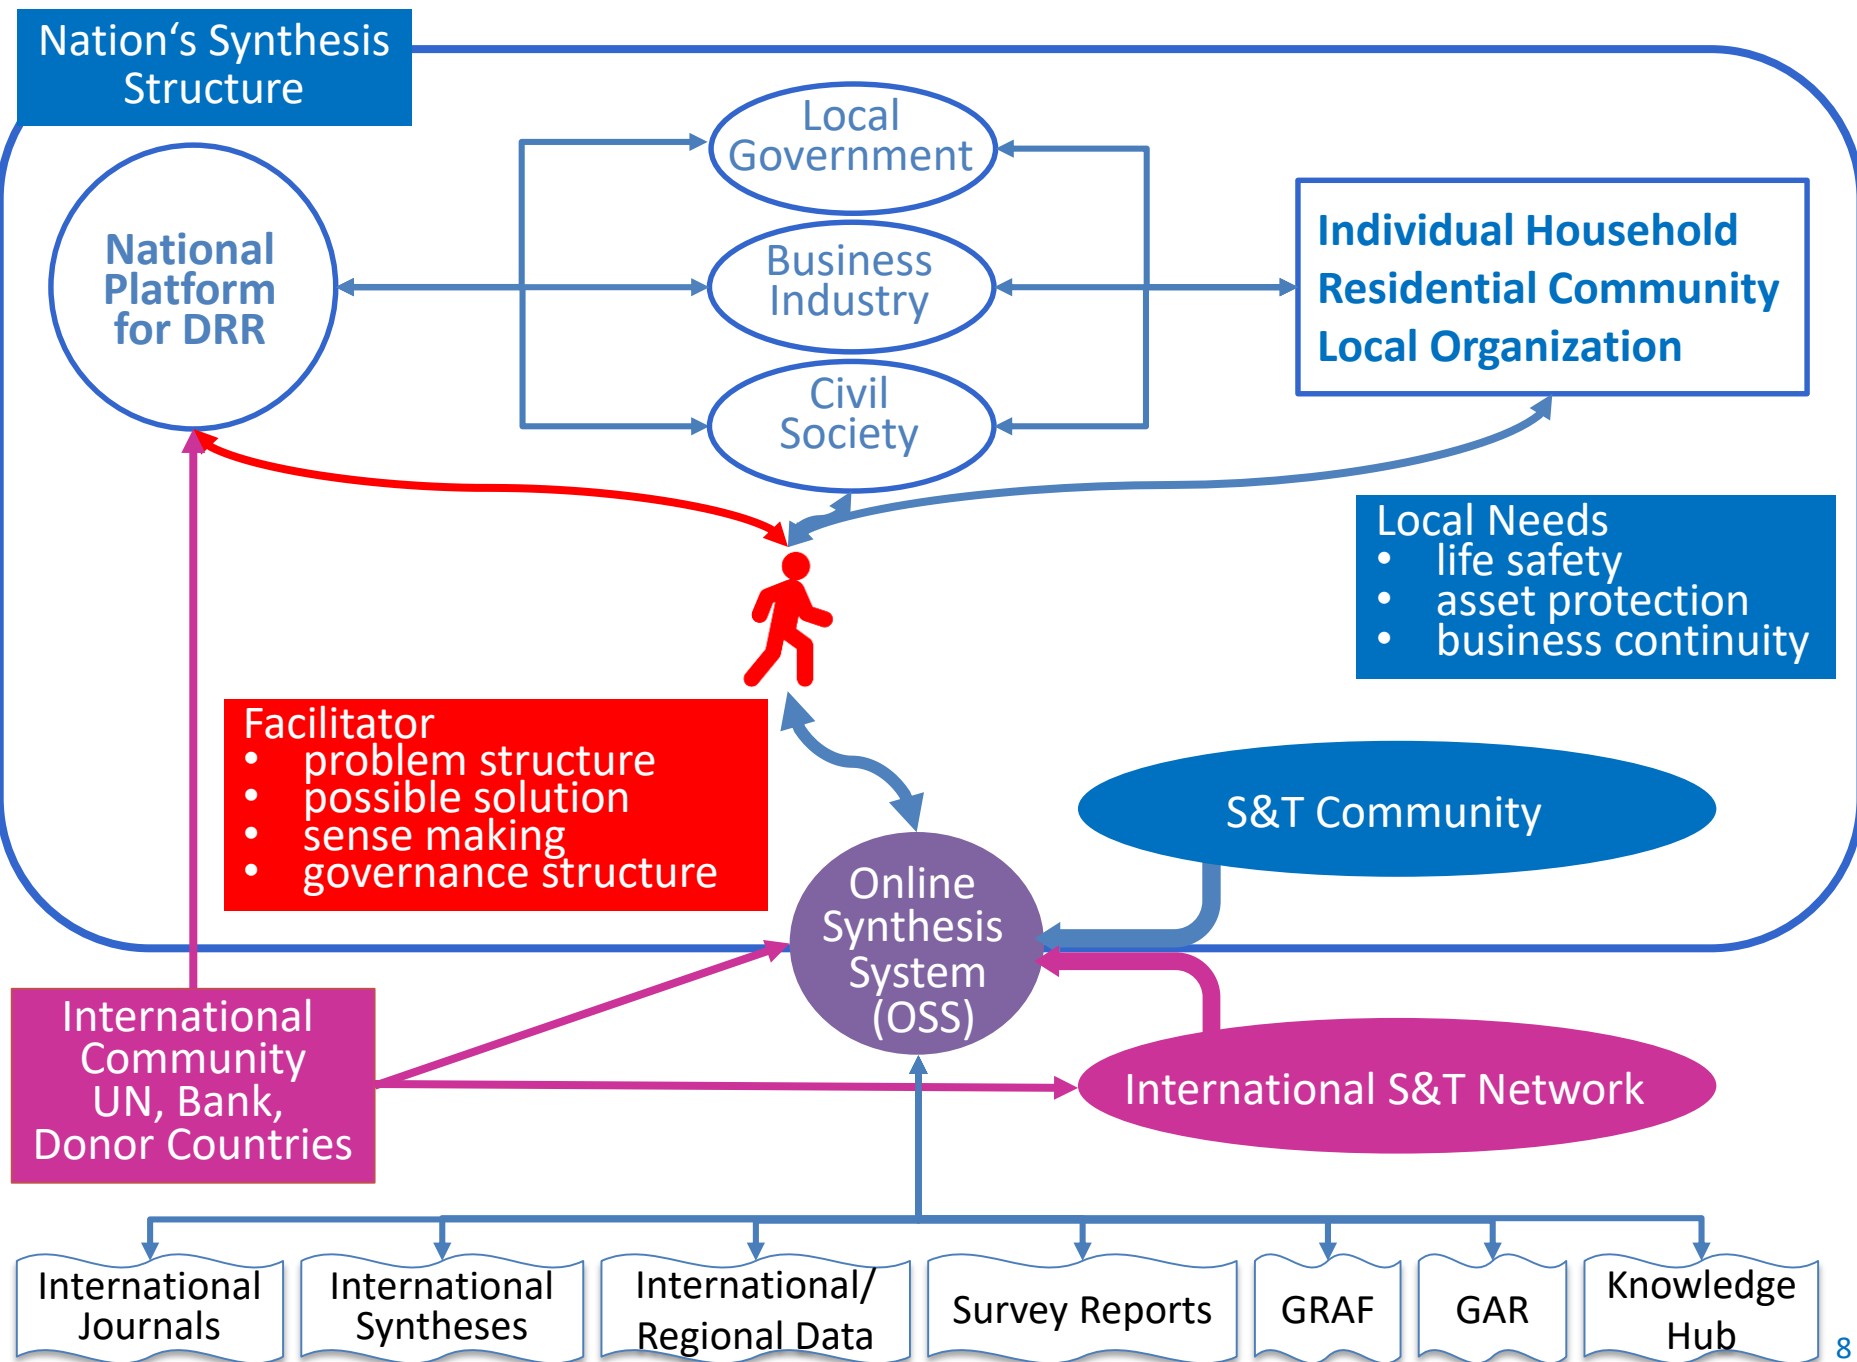 Nation‘s Synthesis
Structure
Local
Government
National
Platform
for DRR
Business
Industry
Individual Household
Residential Community
Local Organization
Civil
Society
Local Needs
• life safety
• asset protection
• business continuity
Facilitator
• problem structure
• possible solution
• sense making
• governance structure
S&T Community
Online
Synthesis
System
(OSS)
International
Community
UN, Bank,
Donor Countries
International S&T Network
International
Journals
International
Syntheses
International/
Regional Data
Survey Reports
GRAF
GAR
Knowledge
Hub
8